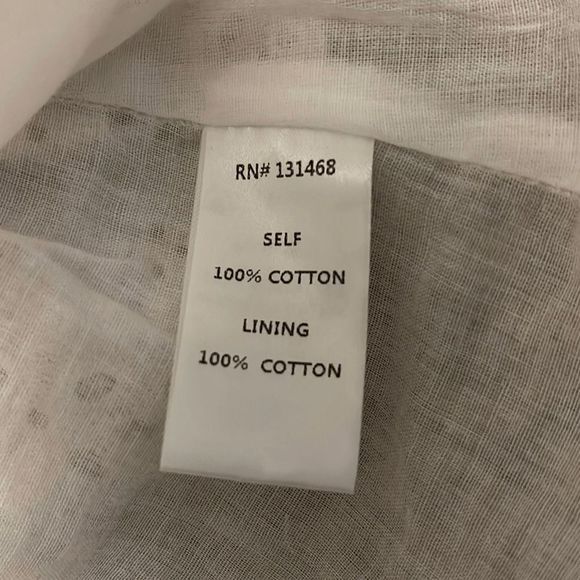 RN# 131468
SELF
100% COTTON
LINING
100% COTTON